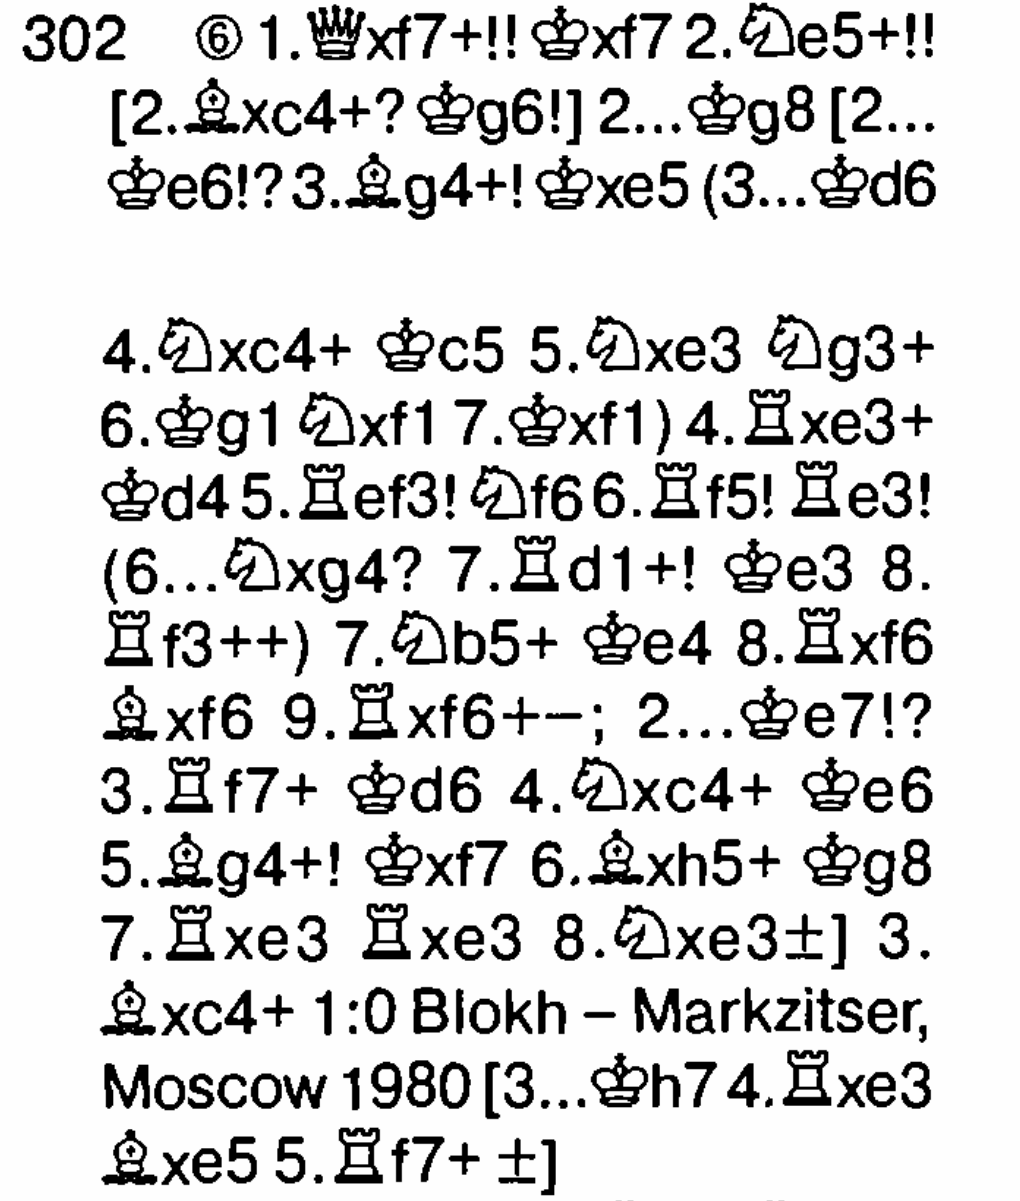 302 ⑥ 1.♕xf7+!! ♔xf7 2.♘e5+!!
[2.♗xc4+? ♔g6!] 2...♔g8 [2...
♔e6!? 3.♗g4+! ♔xe5 (3...♔d6
4.♘xc4+ ♔c5 5.♘xe3 ♘g3+
6.♔g1 ♘xf1 7.♔xf1) 4.♖xe3+
♔d4 5.♖ef3! ♘f6 6.♖f5! ♖e3!
(6...♘xg4? 7.♖d1+! ♔e3 8.
♖f3++) 7.♘b5+ ♔e4 8.♖xf6
♗xf6 9.♖xf6+−; 2...♔e7!?
3.♖f7+ ♔d6 4.♘xc4+ ♔e6
5.♗g4+! ♔xf7 6.♗xh5+ ♔g8
7.♖xe3 ♖xe3 8.♘xe3±] 3.
♗xc4+ 1:0 Blokh – Markzitser,
Moscow 1980 [3...♔h7 4.♖xe3
♗xe5 5.♖f7+ ±]